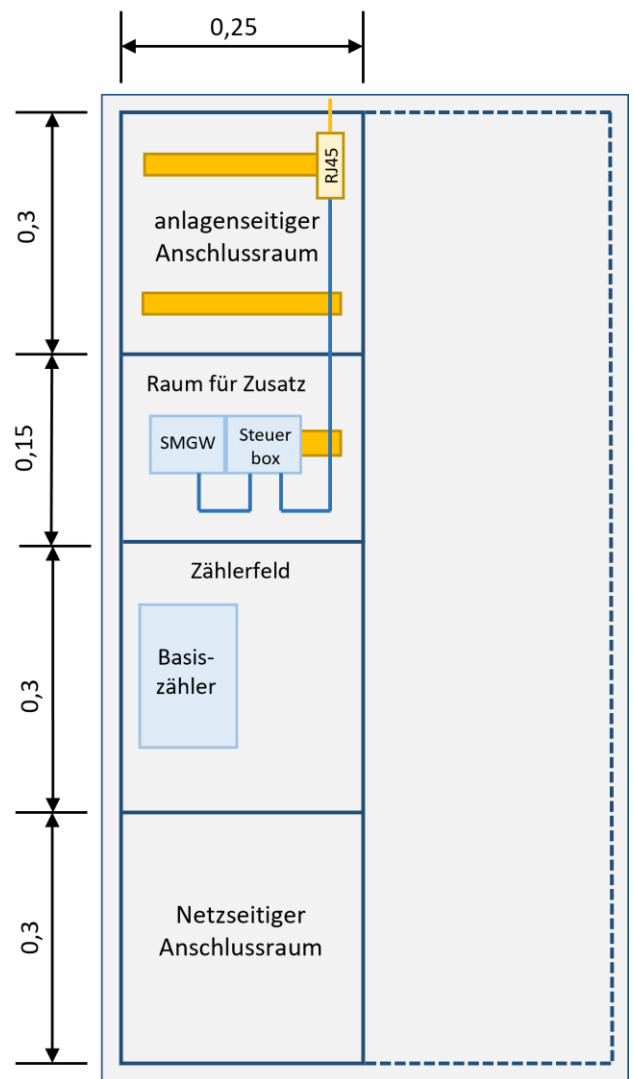 0,25
0,3
RJ45
anlagenseitiger
Anschlussraum
0,15
Raum für Zusatz
SMGW
Steuer
box
0,3
Zählerfeld
Basis-
zähler
0,3
Netzseitiger
Anschlussraum